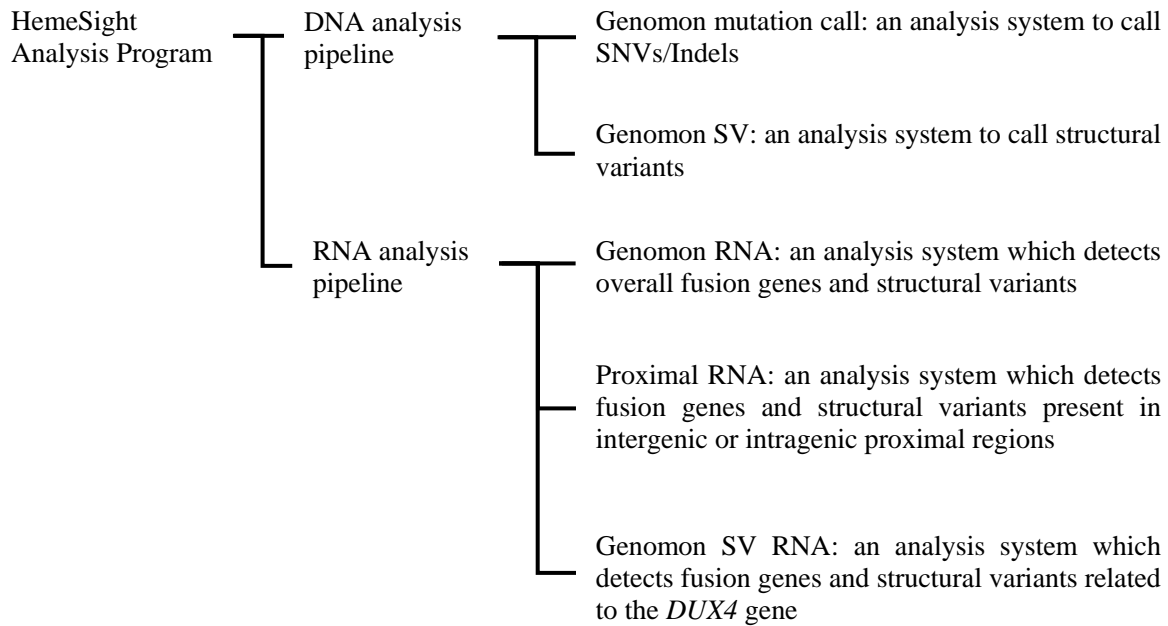 HemeSight
Analysis Program
DNA analysis
pipeline
Genomon mutation call: an analysis system to call
SNVs/Indels
Genomon SV: an analysis system to call structural
variants
RNA analysis
pipeline
Genomon RNA: an analysis system which detects
overall fusion genes and structural variants
Proximal RNA: an analysis system which detects
fusion genes and structural variants present in
intergenic or intragenic proximal regions
Genomon SV RNA: an analysis system which
detects fusion genes and structural variants related
to the DUX4 gene